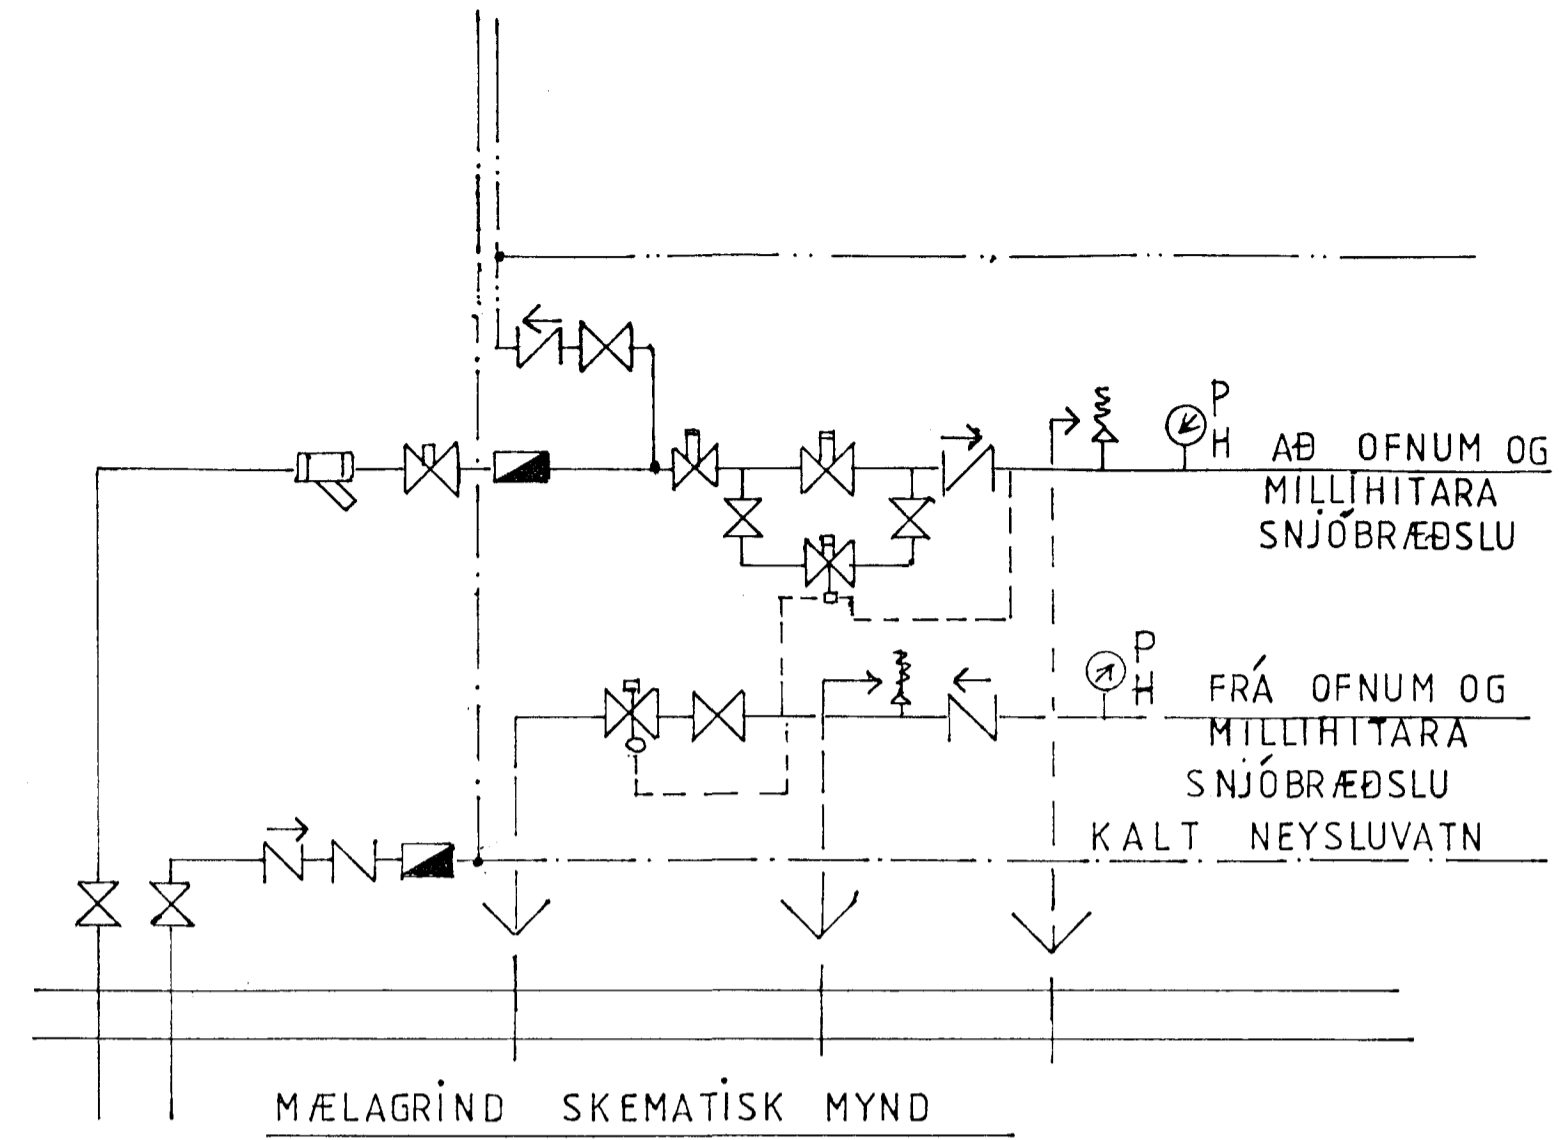 P
H
AÐ OFNUM OG
MILLIHITARA
SNJÓBRÆÐSLU
P
H
FRÁ OFNUM OG
MILLIHITARA
SNJÓBRÆÐSLU
KALT NEYSLUVATN
MÆLAGRIND SKEMATISK MYND